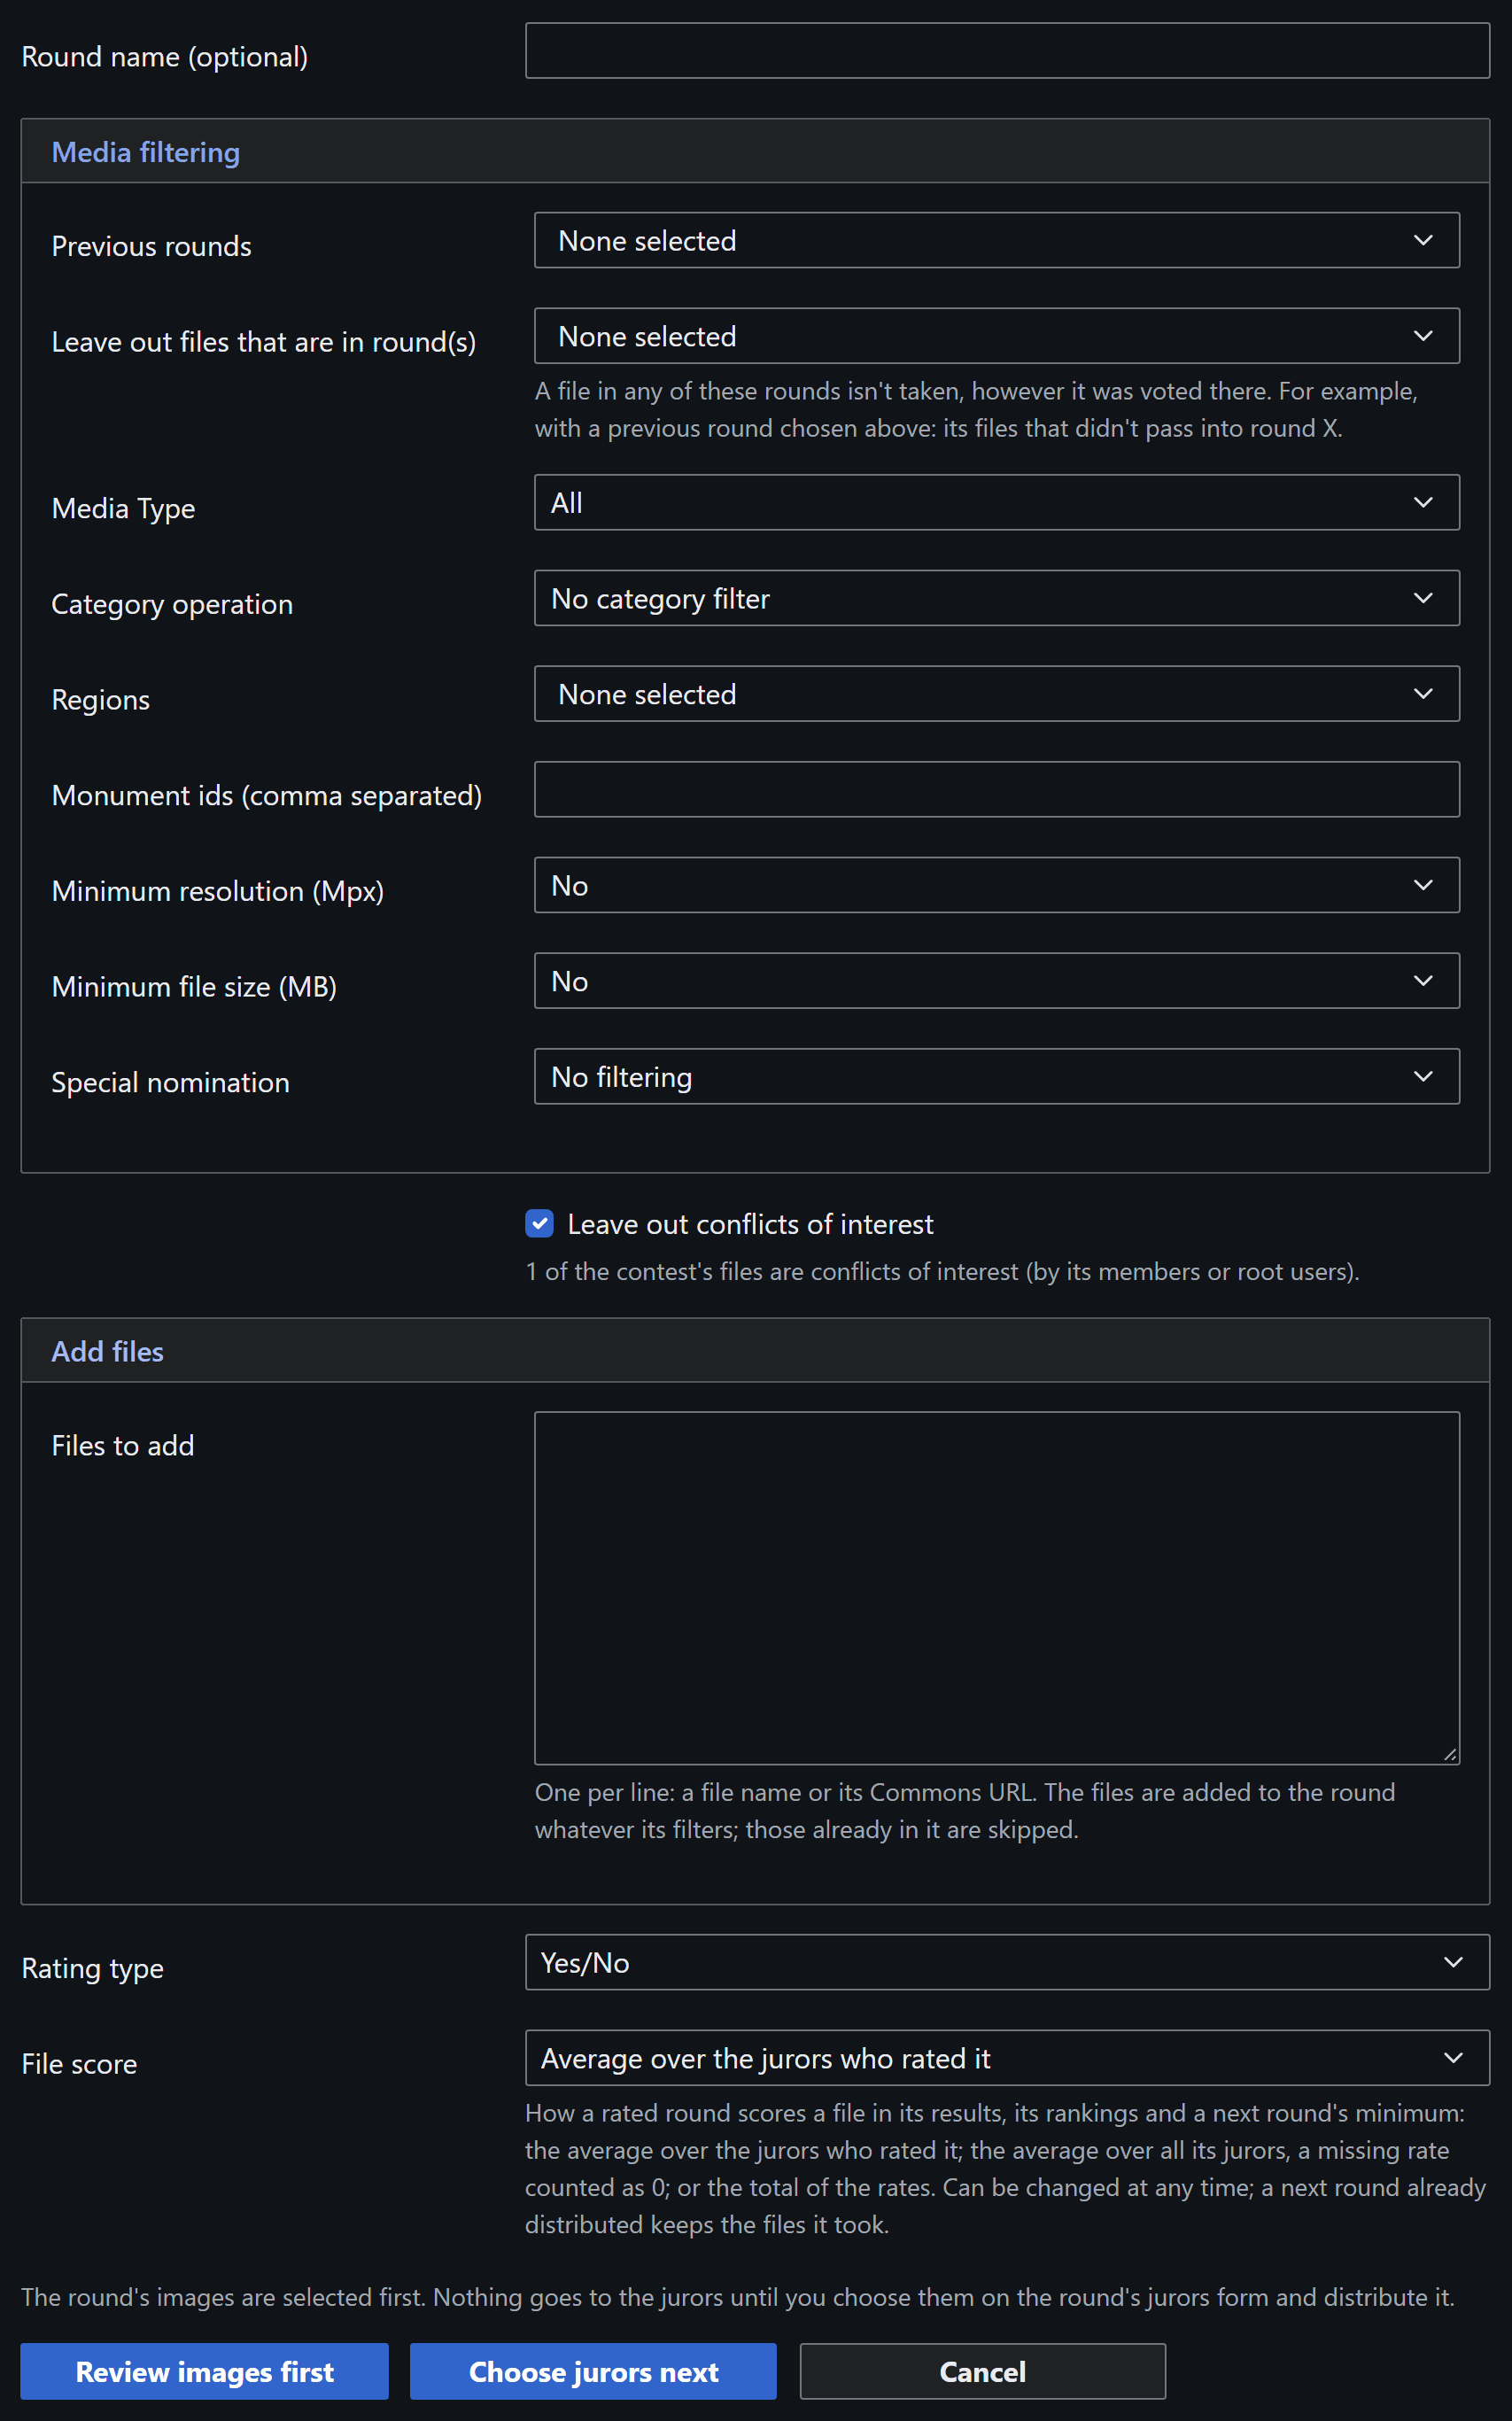 Round name (optional)
Media filtering
Previous rounds
None selected
Leave out files that are in round(s)
None selected
A file in any of these rounds isn't taken, however it was voted there. For example,
with a previous round chosen above: its files that didn't pass into round X.
Media Type
All
Category operation
No category filter
Regions
None selected
Monument ids (comma separated)
Minimum resolution (Mpx)
No
Minimum file size (MB)
No
Special nomination
No filtering
Leave out conflicts of interest
1 of the contest's files are conflicts of interest (by its members or root users).
Add files
Files to add
One per line: a file name or its Commons URL. The files are added to the round
whatever its filters; those already in it are skipped.
Rating type
Yes/No
File score
Average over the jurors who rated it
How a rated round scores a file in its results, its rankings and a next round's minimum:
the average over the jurors who rated it; the average over all its jurors, a missing rate
counted as 0; or the total of the rates. Can be changed at any time; a next round already
distributed keeps the files it took.
The round's images are selected first. Nothing goes to the jurors until you choose them on the round's jurors form and distribute it.
Review images first
Choose jurors next
Cancel